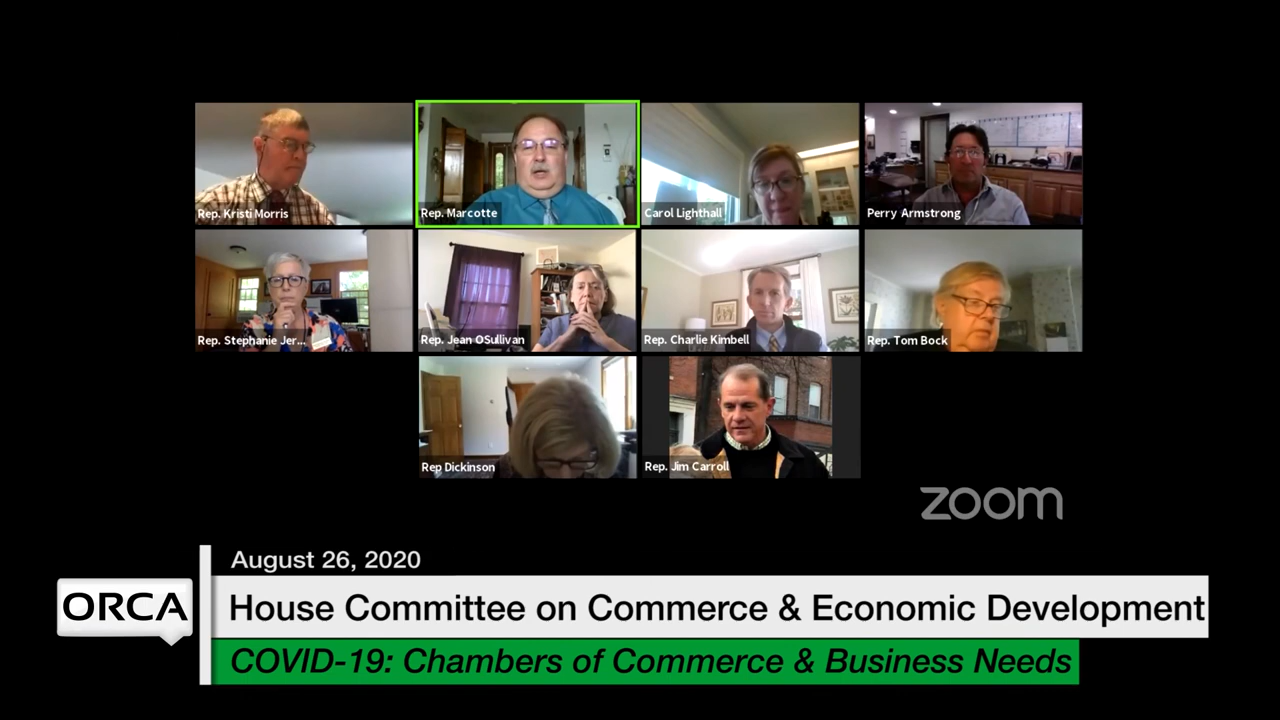 Rep. Kristi Morris
Rep. Marcotte
Carol Lighthall
Perry Armstrong
Rep. Stephanie Jer...
Rep. Jean OSullivan
Rep. Charlie Kimbell
Rep. Tom Bock
Rep Dickinson
Rep. Jim Carroll
zoom
August 26, 2020
ORCA
House Committee on Commerce & Economic Development
COVID-19: Chambers of Commerce & Business Needs